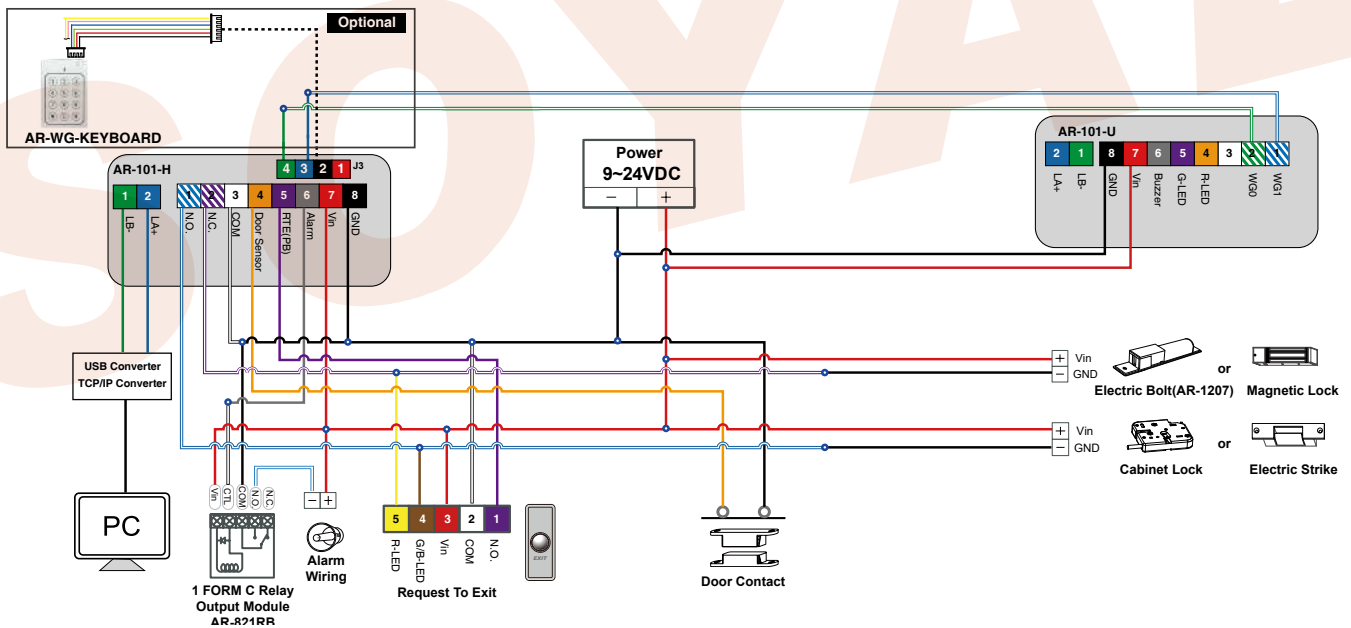 SOYAL
Optional
AR-WG-KEYBOARD
AR-101-H
4 3 2 1 J3
1 2
LB-
LA+
1 2 3 4 5 6 7 8
N.O.
N.C.
COM
Door Sensor
RTE(PB)
Alarm
Vin
GND
Power
9~24VDC
− +
AR-101-U
2 1 8 7 6 5 4 3 2 1
LA+
LB-
GND
Vin
Buzzer
G-LED
R-LED
WG0
WG1
USB Converter
TCP/IP Converter
PC
Vin
CTL
COM
N.O.
N.C.
1 FORM C Relay
Output Module
AR-821RB
− +
Alarm
Wiring
5 4 3 2 1
R-LED
G/B-LED
Vin
COM
N.O.
Request To Exit
EXIT
Door Contact
+ Vin
− GND
Electric Bolt(AR-1207)
or
Magnetic Lock
+ Vin
− GND
Cabinet Lock
or
Electric Strike